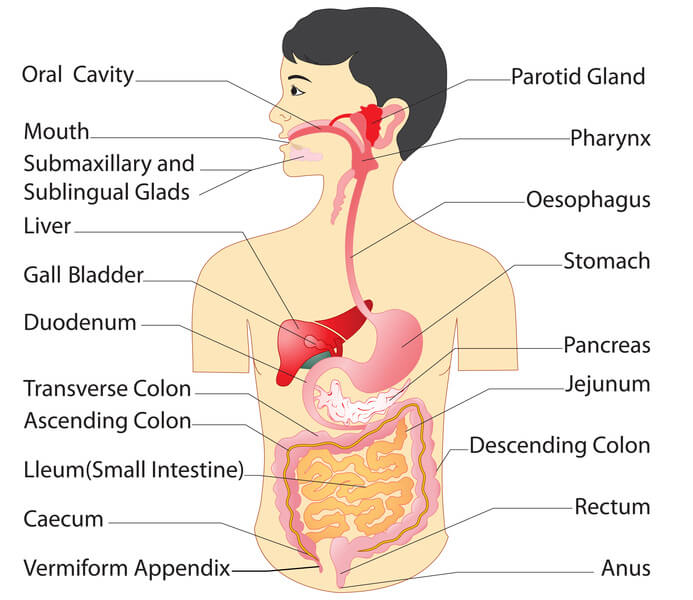 Oral Cavity
Mouth
Submaxillary and
Sublingual Glads
Liver
Gall Bladder
Duodenum
Transverse Colon
Ascending Colon
Lleum(Small Intestine)
Caecum
Vermiform Appendix
Parotid Gland
Pharynx
Oesophagus
Stomach
Pancreas
Jejunum
Descending Colon
Rectum
Anus